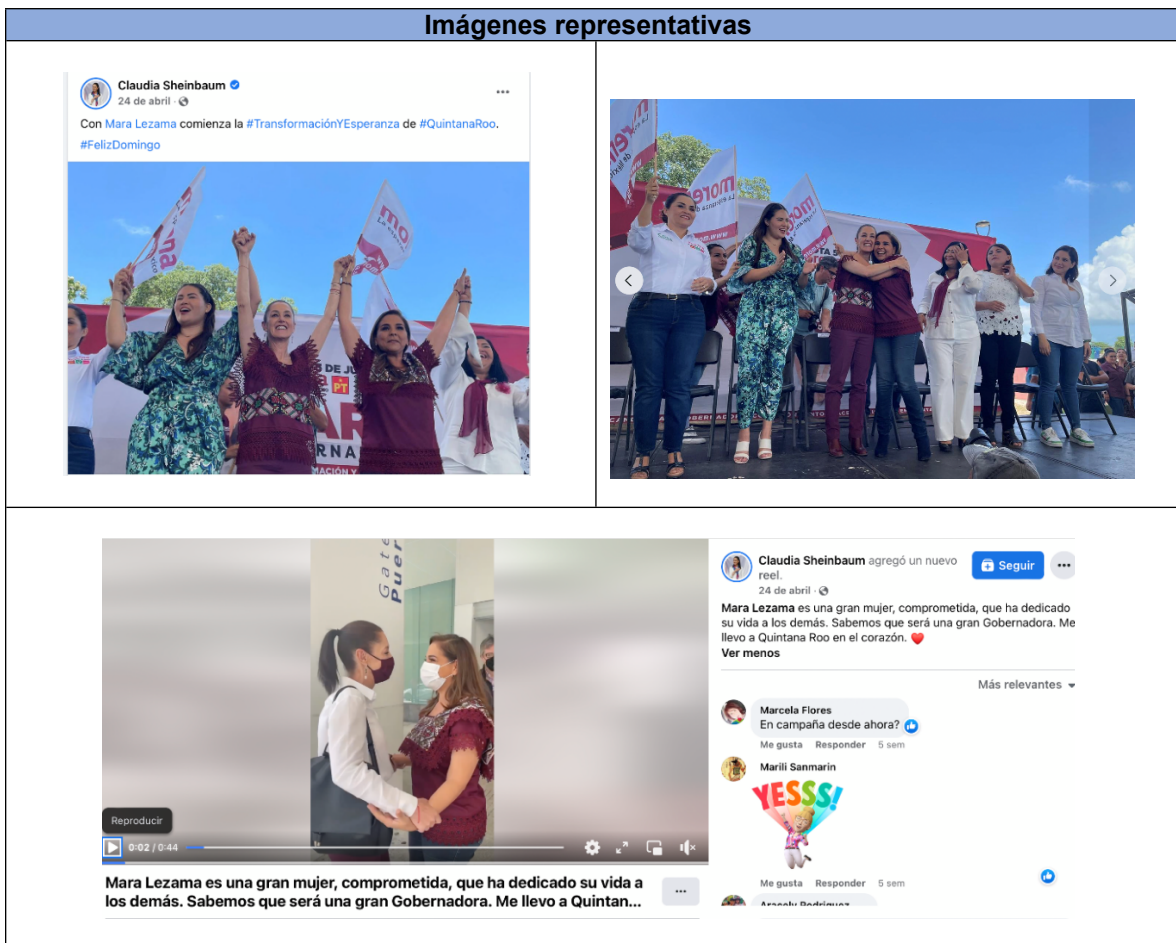 Imágenes representativas
Claudia Sheinbaum
24 de abril
Con Mara Lezama comienza la #TransformaciónYEsperanza de #QuintanaRoo.
#FelizDomingo
PT
morena
Gate
Puer
Reproducir
0:02 / 0:44
Mara Lezama es una gran mujer, comprometida, que ha dedicado su vida a
los demás. Sabemos que será una gran Gobernadora. Me llevo a Quintan...
Claudia Sheinbaum agregó un nuevo
reel.
24 de abril
Seguir
Mara Lezama es una gran mujer, comprometida, que ha dedicado
su vida a los demás. Sabemos que será una gran Gobernadora. Me
llevo a Quintana Roo en el corazón. ❤️
Ver menos
Más relevantes
Marcela Flores
En campaña desde ahora?
Me gusta Responder 5 sem
Marili Sanmarin
YESSS!
Me gusta Responder 5 sem
Aracely Rodriguez